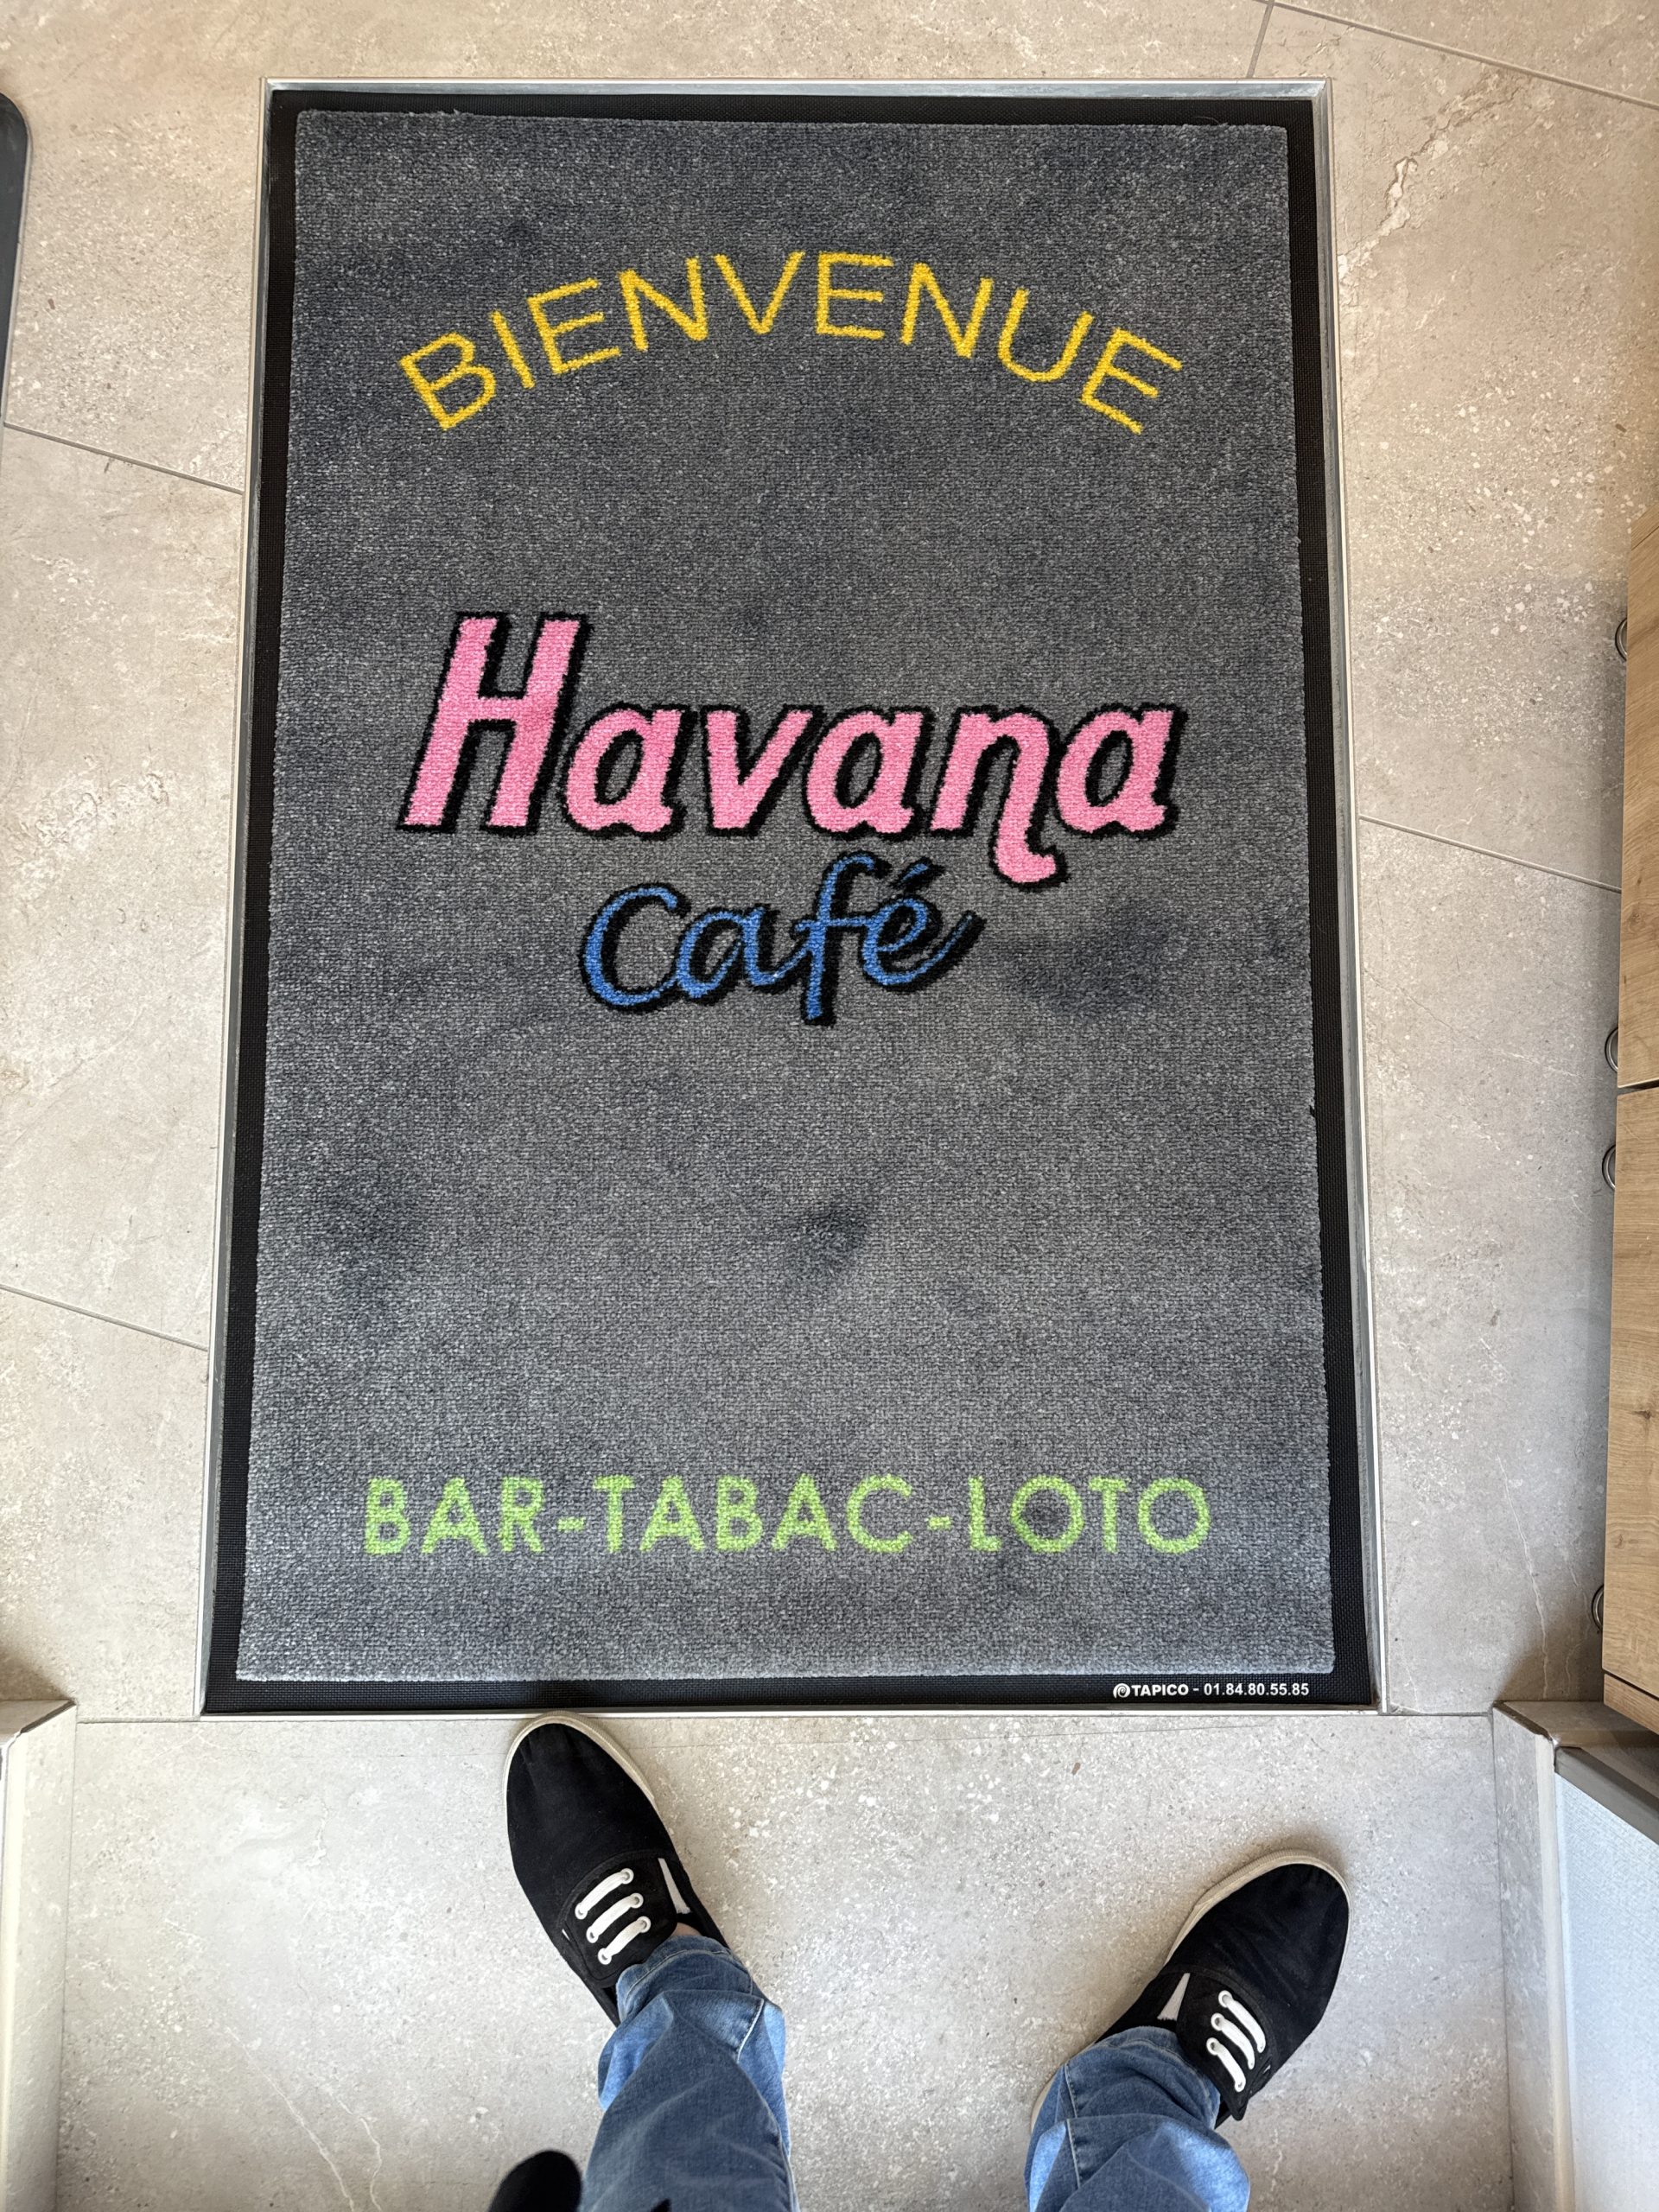 BIENVENUE
Havana
Café
BAR-TABAC-LOTO
TAPICO - 01.84.80.55.85